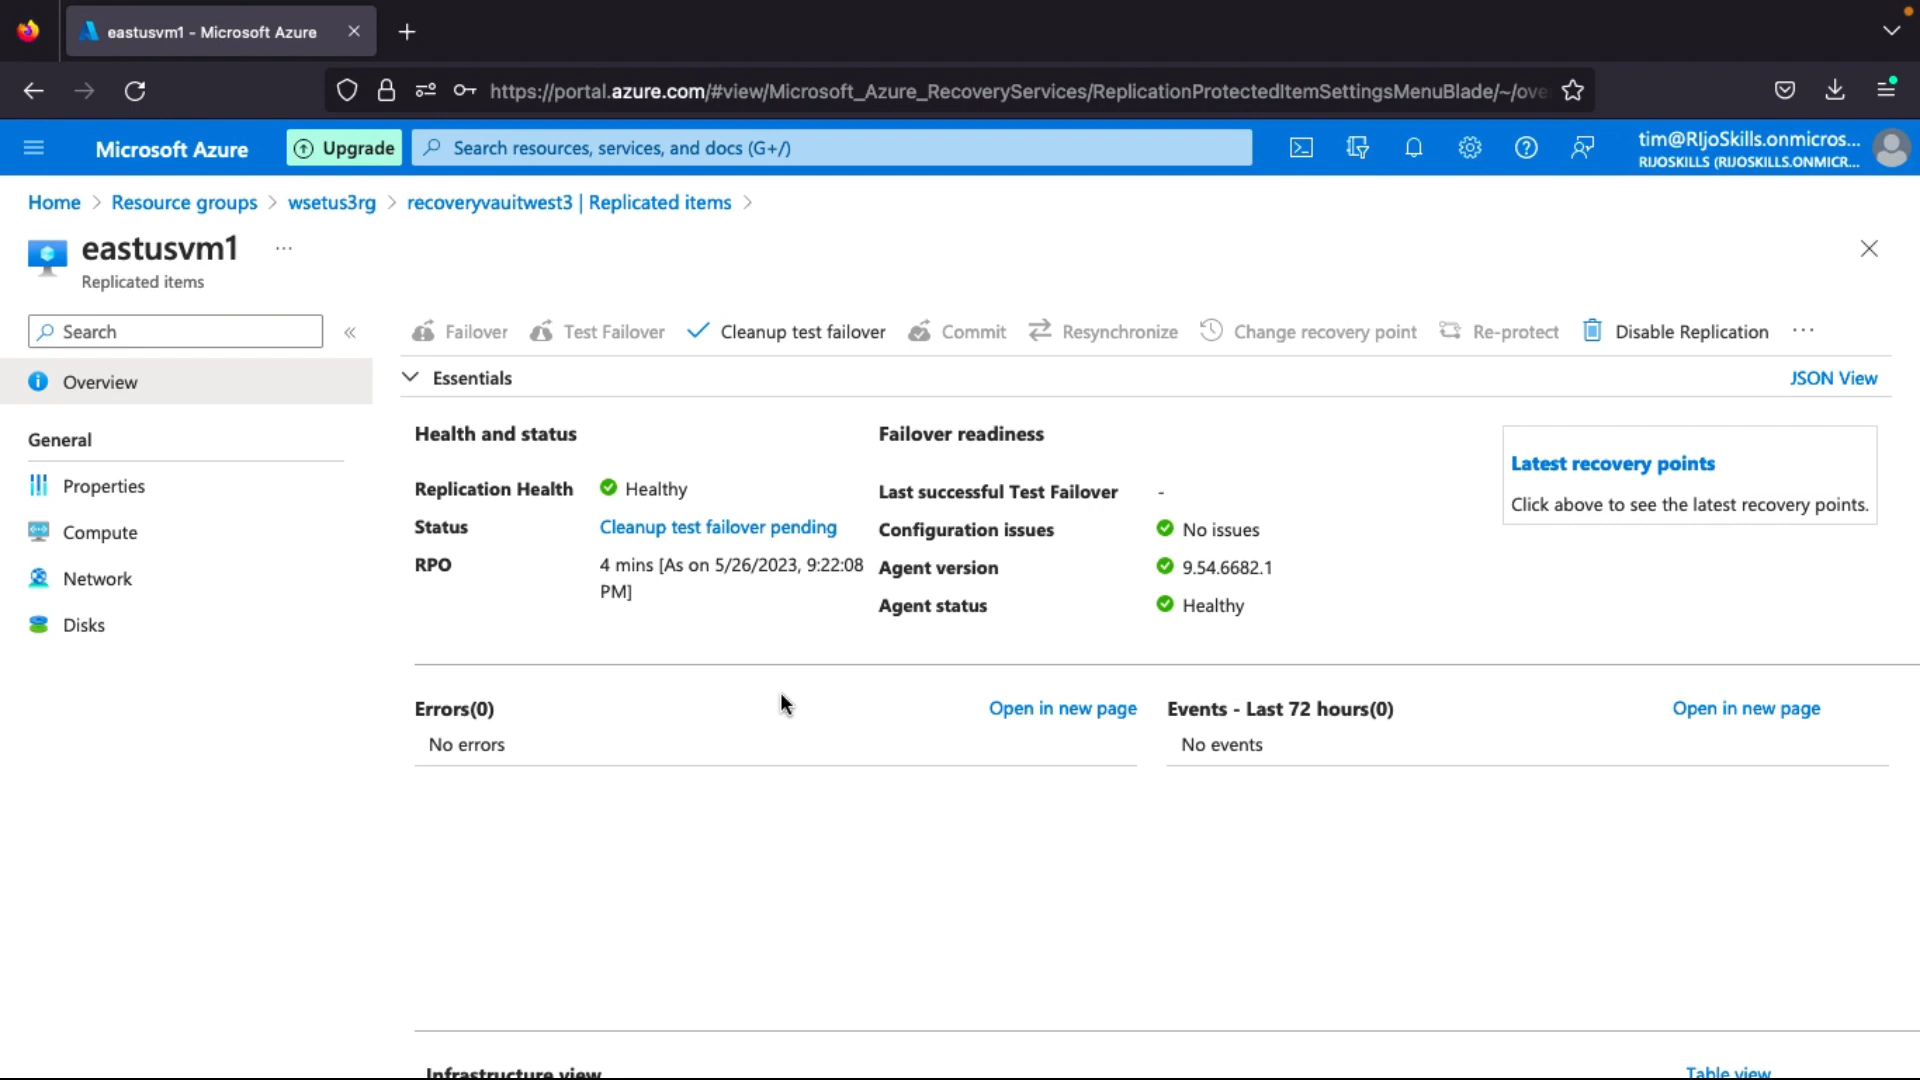 eastusvm1 - Microsoft Azure
https://portal.azure.com/#view/Microsoft_Azure_RecoveryServices/ReplicationProtectedItemSettingsMenuBlade/~/ove
Microsoft Azure
Upgrade
Search resources, services, and docs (G+/)
tim@RIjoSkills.onmicros...
RIJOSKILLS (RIJOSKILLS.ONMICR...
Home > Resource groups > wsetus3rg > recoveryvauitwest3 | Replicated items >
eastusvm1 ...
Replicated items
Search
Failover
Test Failover
Cleanup test failover
Commit
Resynchronize
Change recovery point
Re-protect
Disable Replication
...
Overview
General
Properties
Compute
Network
Disks
Essentials
JSON View
Health and status
Replication Health Healthy
Status Cleanup test failover pending
RPO 4 mins [As on 5/26/2023, 9:22:08
PM]
Failover readiness
Last successful Test Failover -
Configuration issues No issues
Agent version 9.54.6682.1
Agent status Healthy
Latest recovery points
Click above to see the latest recovery points.
Errors(0)
Open in new page
No errors
Events - Last 72 hours(0)
Open in new page
No events
Infrastructure view
Table view